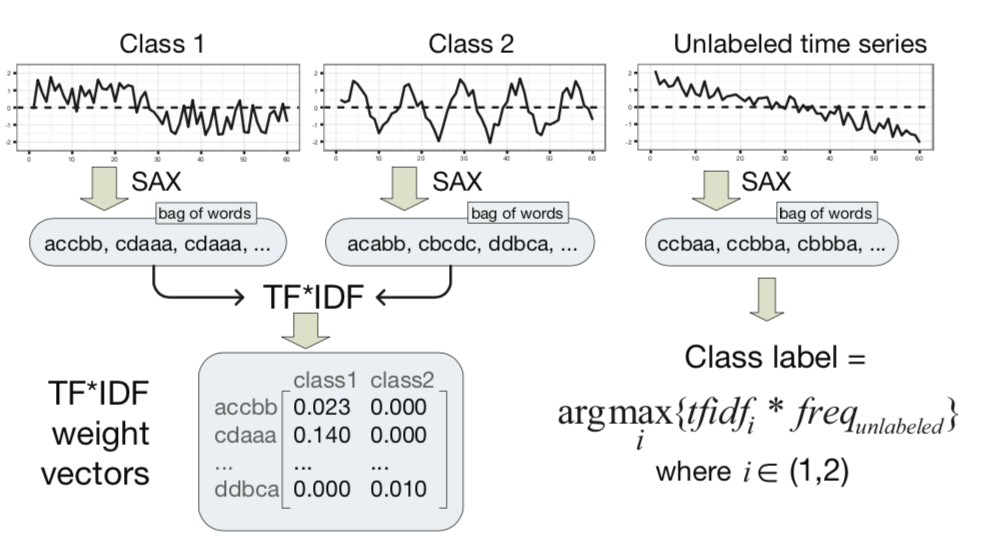 Class 1
Class 2
Unlabeled time series
2
1
0
-1
-2
0 10 20 30 40 50 60
2
1
0
-1
-2
0 10 20 30 40 50 60
2
1
0
-1
-2
0 10 20 30 40 50 60
SAX
SAX
SAX
bag of words
bag of words
bag of words
accbb, cdaaa, cdaaa, ...
acabb, cbcdc, ddbca, ...
ccbaa, ccbba, cbbba, ...
TF*IDF
TF*IDF
weight
vectors
class1 class2
accbb 0.023 0.000
cdaaa 0.140 0.000
... ... ...
ddbca 0.000 0.010
Class label =
arg max{tfidf_i * freq_unlabeled}
i
where i ∈ (1,2)